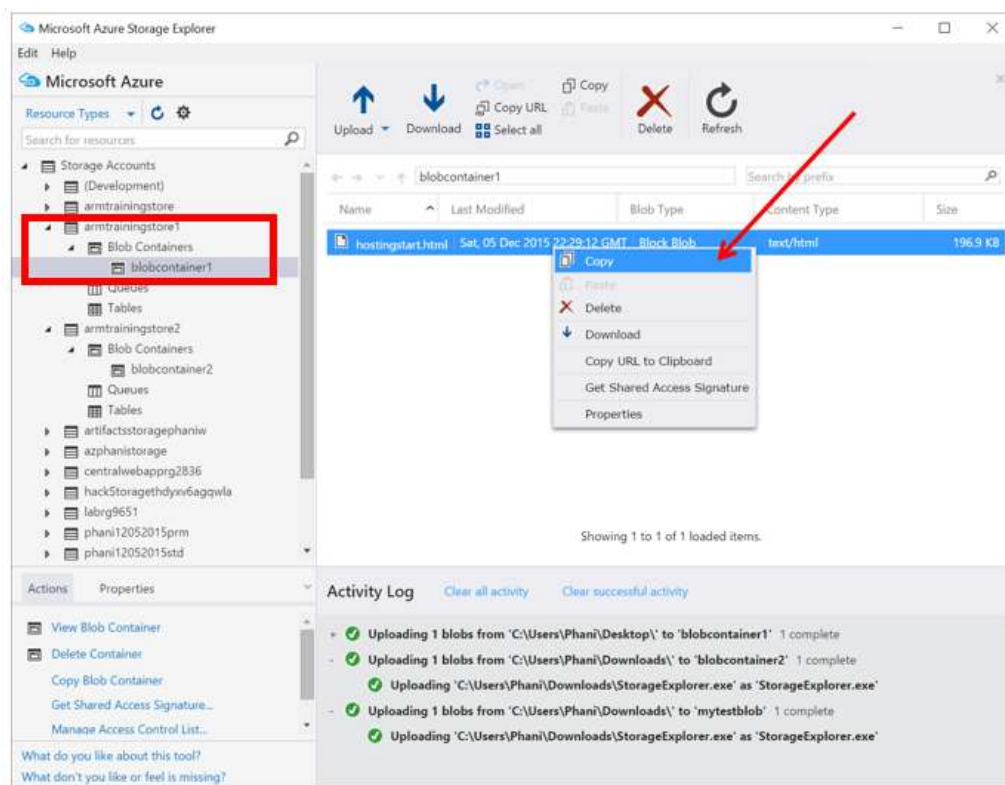 Microsoft Azure Storage Explorer
Edit Help
Microsoft Azure
Resource Types
Search for resources
Storage Accounts
(Development)
armtrainingstore
armtrainingstore1
Blob Containers
blobcontainer1
Queues
Tables
armtrainingstore2
Blob Containers
blobcontainer2
Queues
Tables
artifactsstoragephaniw
azphanistorage
centralwebapprg2836
hackStoragethdyxv6agqwla
labrg9651
phani12052015prm
phani12052015std
Actions Properties
View Blob Container
Delete Container
Copy Blob Container
Get Shared Access Signature...
Manage Access Control List...
What do you like about this tool?
What don't you like or feel is missing?
Upload Download
Open
Copy URL
Select all
Copy
Paste
Delete Refresh
blobcontainer1 Search by prefix
Name Last Modified Blob Type Content Type Size
hostingstart.html Sat, 05 Dec 2015 22:29:12 GMT Block Blob text/html 196.9 KB
Copy
Paste
Delete
Download
Copy URL to Clipboard
Get Shared Access Signature
Properties
Showing 1 to 1 of 1 loaded items.
Activity Log Clear all activity Clear successful activity
Uploading 1 blobs from 'C:\Users\Phani\Desktop\' to 'blobcontainer1' 1 complete
Uploading 1 blobs from 'C:\Users\Phani\Downloads\' to 'blobcontainer2' 1 complete
Uploading 'C:\Users\Phani\Downloads\StorageExplorer.exe' as 'StorageExplorer.exe'
Uploading 1 blobs from 'C:\Users\Phani\Downloads\' to 'mytestblob' 1 complete
Uploading 'C:\Users\Phani\Downloads\StorageExplorer.exe' as 'StorageExplorer.exe'